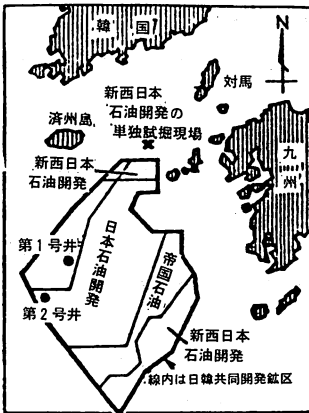 韓国
N
対馬
新西日本
石油開発の
単独試掘現場
済州島
九州
新西日本
石油開発
日本石油開発
第1号井
帝国石油
第2号井
新西日本
石油開発
線内は日韓共同開発鉱区